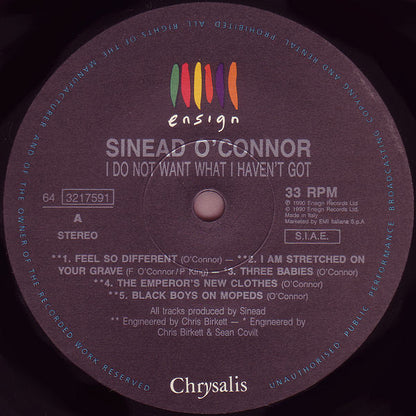 ALL RIGHTS OF THE MANUFACTURER AND OF THE OWNER OF THE RECORDED WORK RESERVED
COPYING AND RENTAL PROHIBITED. BROADCASTING, UNAUTHORISED PUBLIC PERFORMANCE,
ensign
SINEAD O'CONNOR
I DO NOT WANT WHAT I HAVEN'T GOT
64 3217591
A
STEREO
33 RPM
℗ 1990 Ensign Records Ltd
© 1990 Ensign Records Ltd.
Made in Italy
Marketed by EMI Italiana S.p.A
S.I.A.E.
**1. FEEL SO DIFFERENT (O'Connor) — **2. I AM STRETCHED ON
YOUR GRAVE (F O'Connor/P King) — *3. THREE BABIES (O'Connor)
**4. THE EMPEROR'S NEW CLOTHES (O'Connor)
**5. BLACK BOYS ON MOPEDS (O'Connor)
All tracks produced by Sinead
** Engineered by Chris Birkett — * Engineered by
Chris Birkett & Sean Covilt
Chrysalis